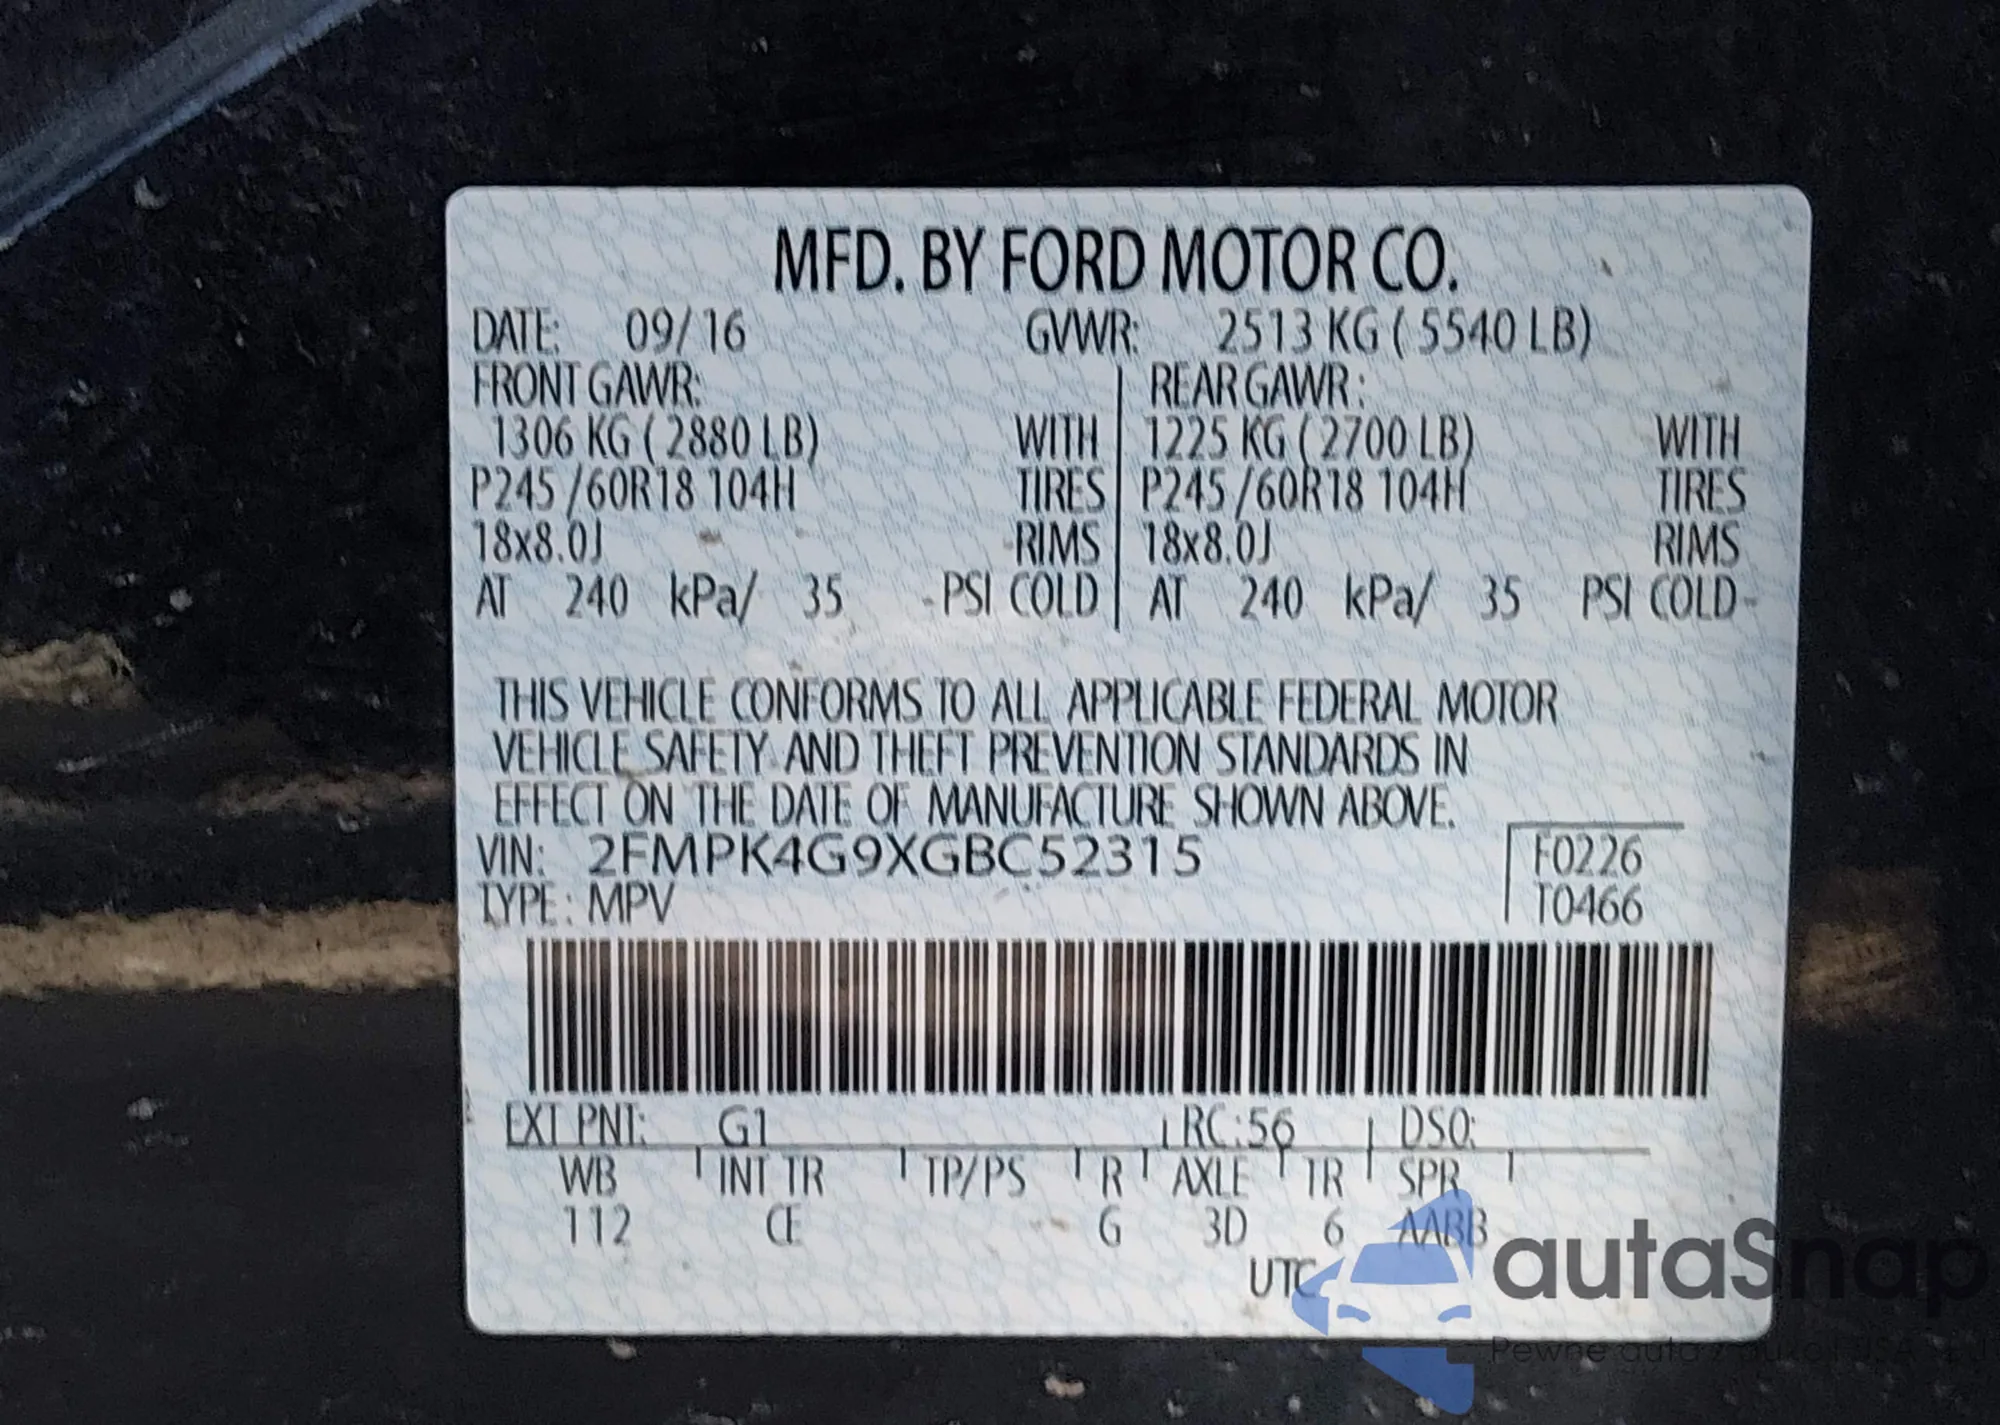 MFD. BY FORD MOTOR CO.
DATE: 09/16 GVWR: 2513 KG ( 5540 LB)
FRONT GAWR: REAR GAWR :
1306 KG ( 2880 LB) WITH 1225 KG ( 2700 LB) WITH
P245 /60R18 104H TIRES P245 /60R18 104H TIRES
18x8.0J RIMS 18x8.0J RIMS
AT 240 kPa/ 35 PSI COLD AT 240 kPa/ 35 PSI COLD
THIS VEHICLE CONFORMS TO ALL APPLICABLE FEDERAL MOTOR
VEHICLE SAFETY AND THEFT PREVENTION STANDARDS IN
EFFECT ON THE DATE OF MANUFACTURE SHOWN ABOVE.
VIN: 2FMPK4G9XGBC52315 F0226
TYPE : MPV T0466
EXT PNT: G1 RC:56 DSO:
WB INT TR TP/PS R AXLE TR SPR
112 CE G 3D 6 AABB
UTC
autaSnap
Pewne auta z aukcji USA